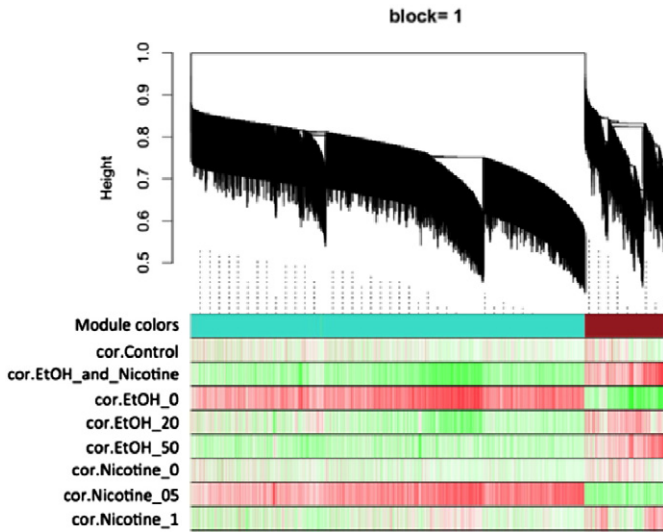 block= 1
1.0
0.9
0.8
0.7
0.6
0.5
Height
Module colors
cor.Control
cor.EtOH_and_Nicotine
cor.EtOH_0
cor.EtOH_20
cor.EtOH_50
cor.Nicotine_0
cor.Nicotine_05
cor.Nicotine_1